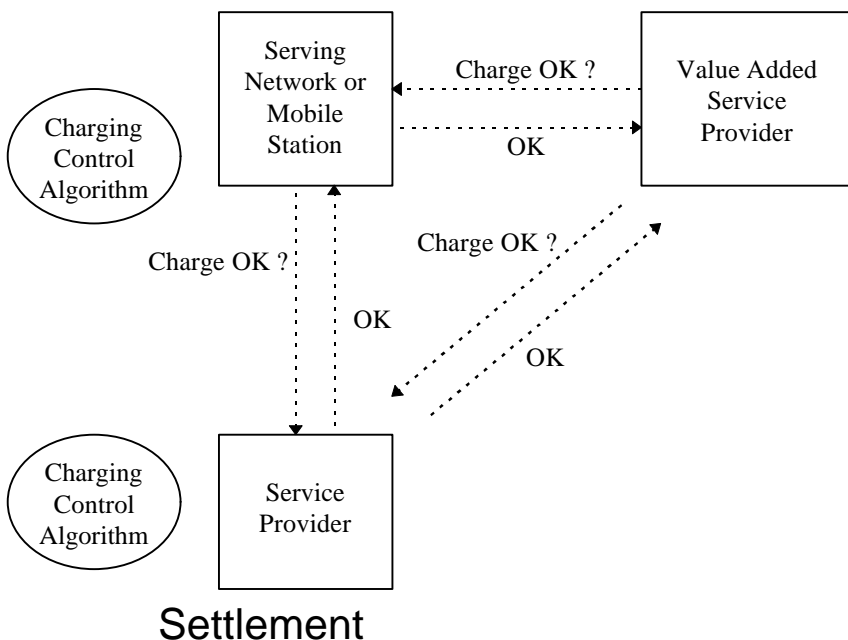 Serving
Network or
Mobile
Station
Charge OK ?
OK
Value Added
Service
Provider
Charging
Control
Algorithm
Charge OK ?
OK
Charge OK ?
OK
Charging
Control
Algorithm
Service
Provider
Settlement